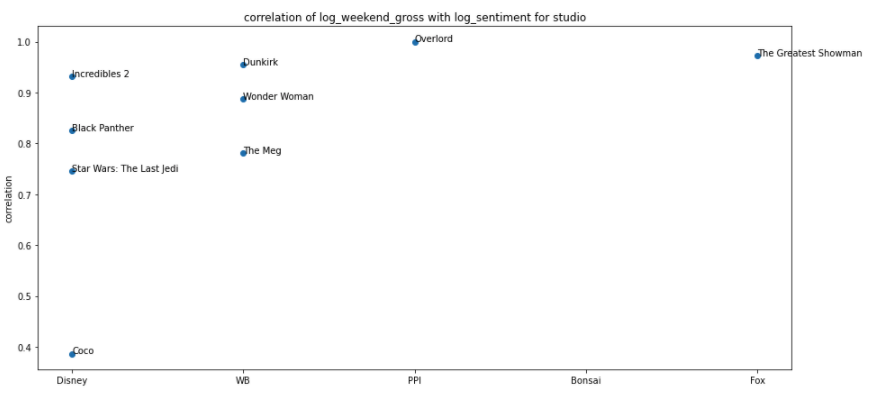 correlation of log_weekend_gross with log_sentiment for studio
1.0
Overlord
The Greatest Showman
Dunkirk
Incredibles 2
0.9
Wonder Woman
Black Panther
0.8
The Meg
Star Wars: The Last Jedi
0.7
correlation
0.6
0.5
0.4
Coco
Disney
WB
PPI
Bonsai
Fox